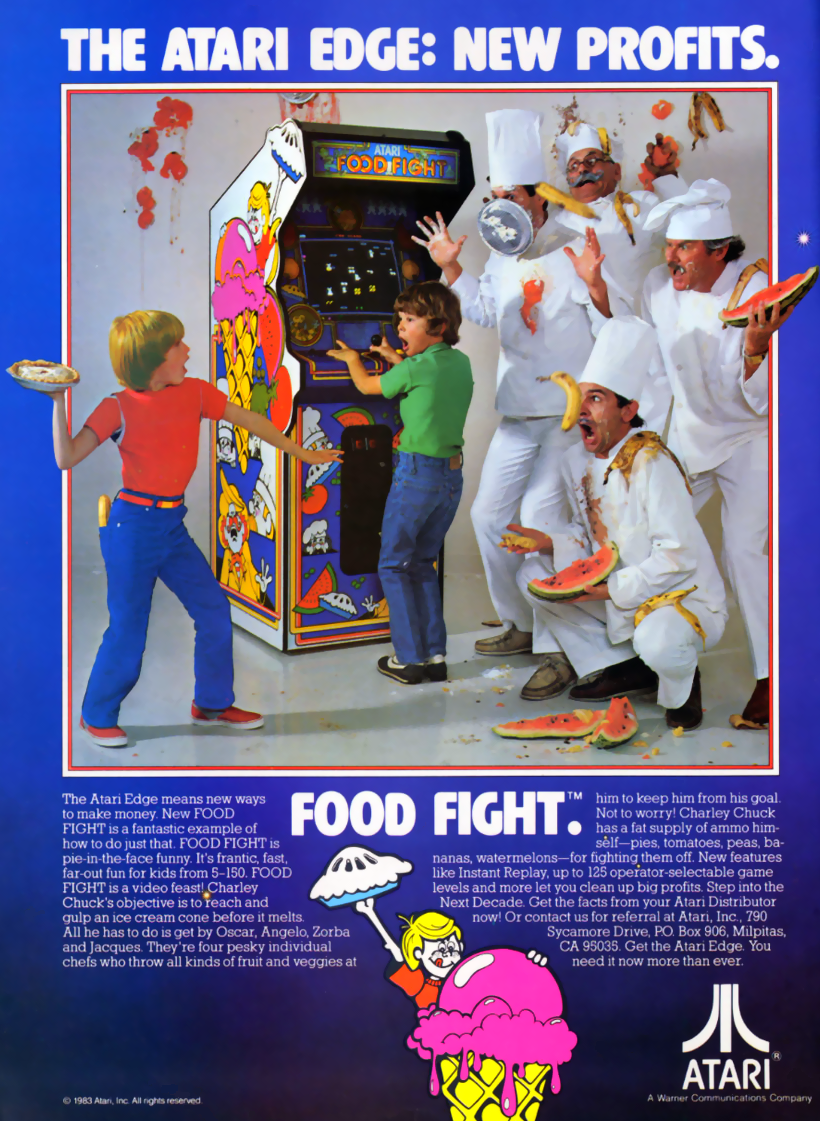 THE ATARI EDGE: NEW PROFITS.
ATARI
FOOD FIGHT
The Atari Edge means new ways
to make money. New FOOD
FIGHT is a fantastic example of
how to do just that. FOOD FIGHT is
pie-in-the-face funny. It's frantic, fast,
far-out fun for kids from 5–150. FOOD
FIGHT is a video feast! Charley
Chuck's objective is to reach and
gulp an ice cream cone before it melts.
All he has to do is get by Oscar, Angelo, Zorba
and Jacques. They're four pesky individual
chefs who throw all kinds of fruit and veggies at
FOOD FIGHT.™
him to keep him from his goal.
Not to worry! Charley Chuck
has a fat supply of ammo him-
self—pies, tomatoes, peas, ba-
nanas, watermelons—for fighting them off. New features
like Instant Replay, up to 125 operator-selectable game
levels and more let you clean up big profits. Step into the
Next Decade. Get the facts from your Atari Distributor
now! Or contact us for referral at Atari, Inc., 790
Sycamore Drive, P.O. Box 906, Milpitas,
CA 95035. Get the Atari Edge. You
need it now more than ever.
ATARI®
A Warner Communications Company
© 1983 Atari, Inc. All rights reserved.